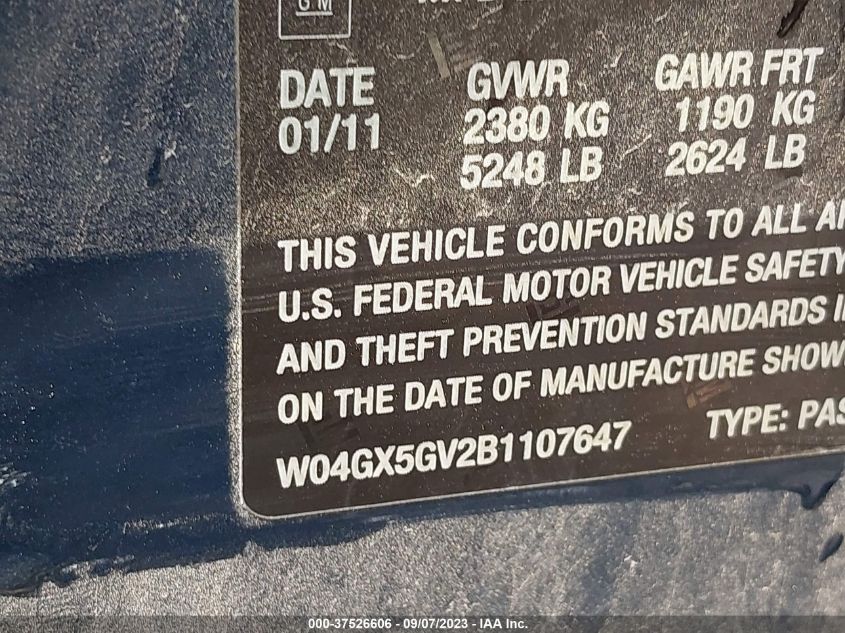 GM
DATE GVWR GAWR FRT
01/11 2380 KG 1190 KG
5248 LB 2624 LB
THIS VEHICLE CONFORMS TO ALL
U.S. FEDERAL MOTOR VEHICLE SAFETY
AND THEFT PREVENTION STANDARDS
ON THE DATE OF MANUFACTURE SHOW
W04GX5GV2B1107647 TYPE: PAS
000-37526606 - 09/07/2023 - IAA Inc.